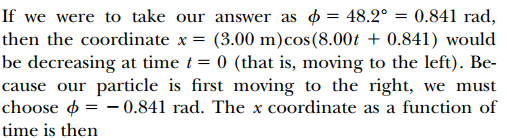 If we were to take our answer as ϕ = 48.2° = 0.841 rad,
then the coordinate x = (3.00 m)cos(8.00t + 0.841) would
be decreasing at time t = 0 (that is, moving to the left). Be-
cause our particle is first moving to the right, we must
choose ϕ = − 0.841 rad. The x coordinate as a function of
time is then